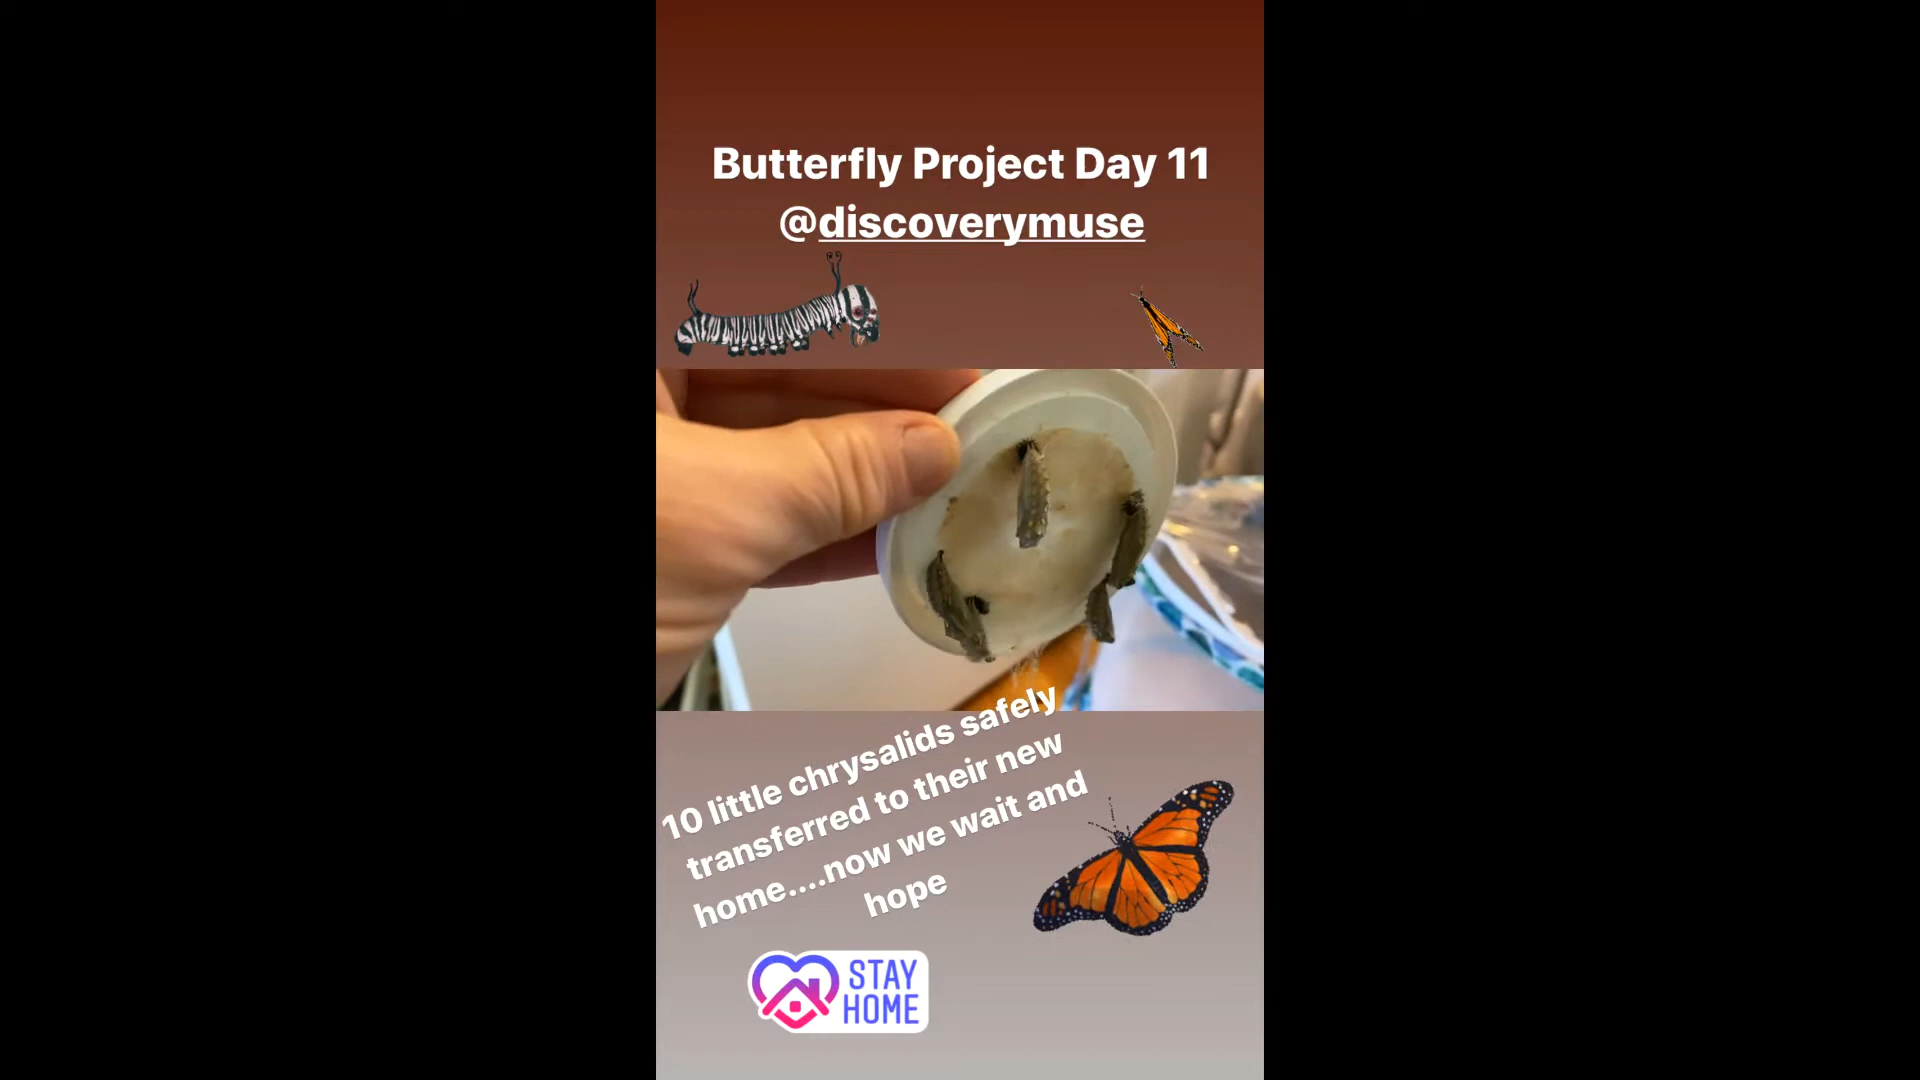 Butterfly Project Day 11
@discoverymuse
10 little chrysalids safely
transferred to their new
home....now we wait and
hope
STAY
HOME